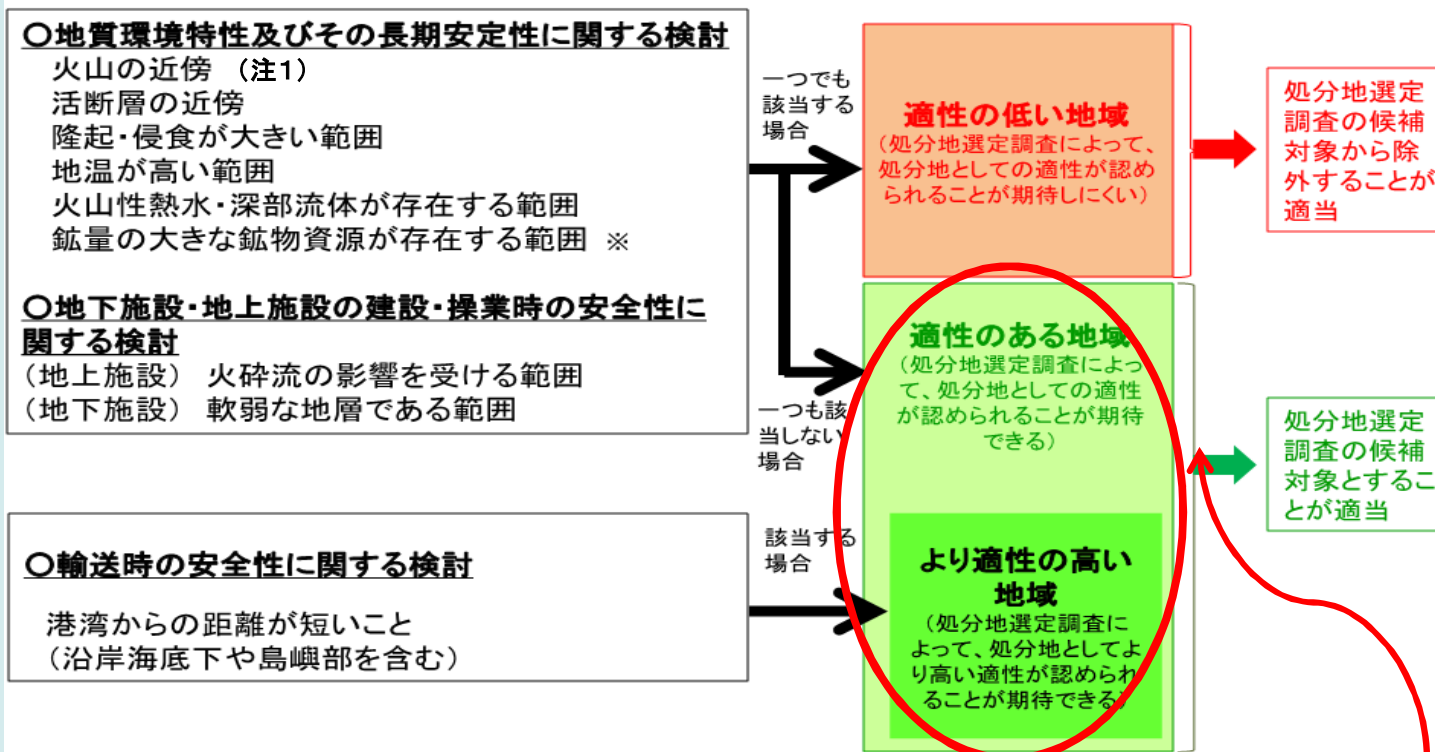 〇地質環境特性及びその長期安定性に関する検討
火山の近傍 （注1）
活断層の近傍
隆起・侵食が大きい範囲
地温が高い範囲
火山性熱水・深部流体が存在する範囲
鉱量の大きな鉱物資源が存在する範囲 ※
〇地下施設・地上施設の建設・操業時の安全性に
関する検討
（地上施設） 火砕流の影響を受ける範囲
（地下施設） 軟弱な地層である範囲
一つでも
該当する
場合
適性の低い地域
（処分地選定調査によって、
処分地としての適性が認め
られることが期待しにくい）
処分地選定
調査の候補
対象から除
外することが
適当
一つも該
当しない
場合
適性のある地域
（処分地選定調査によっ
て、処分地としての適性
が認められることが期待
できる）
処分地選定
調査の候補
対象とするこ
とが適当
〇輸送時の安全性に関する検討
港湾からの距離が短いこと
（沿岸海底下や島嶼部を含む）
該当する
場合
より適性の高い
地域
（処分地選定調査に
よって、処分地としてよ
り高い適性が認められ
ることが期待できる）